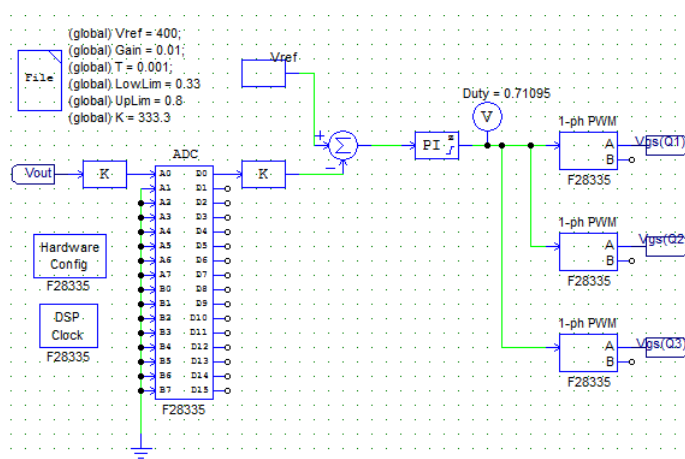 (global) Vref = 400;
(global) Gain = 0.01;
(global) T = 0.001;
(global) LowLim = 0.33
(global) UpLim = 0.8
(global) K = 333.3
File
Vref
Duty = 0.71095
V
1-ph PWM
A
B
F28335
Vgs(Q1)
+
Σ
−
PI
z
ADC
Vout
K
K
A0 D0
A1 D1
A2 D2
A3 D3
A4 D4
A5 D5
A6 D6
A7 D7
B0 D8
B1 D9
B2 D10
B3 D11
B4 D12
B5 D13
B6 D14
B7 D15
F28335
1-ph PWM
A
B
F28335
Vgs(Q2
Hardware
Config
F28335
DSP
Clock
F28335
1-ph PWM
A
B
F28335
Vgs(Q3)